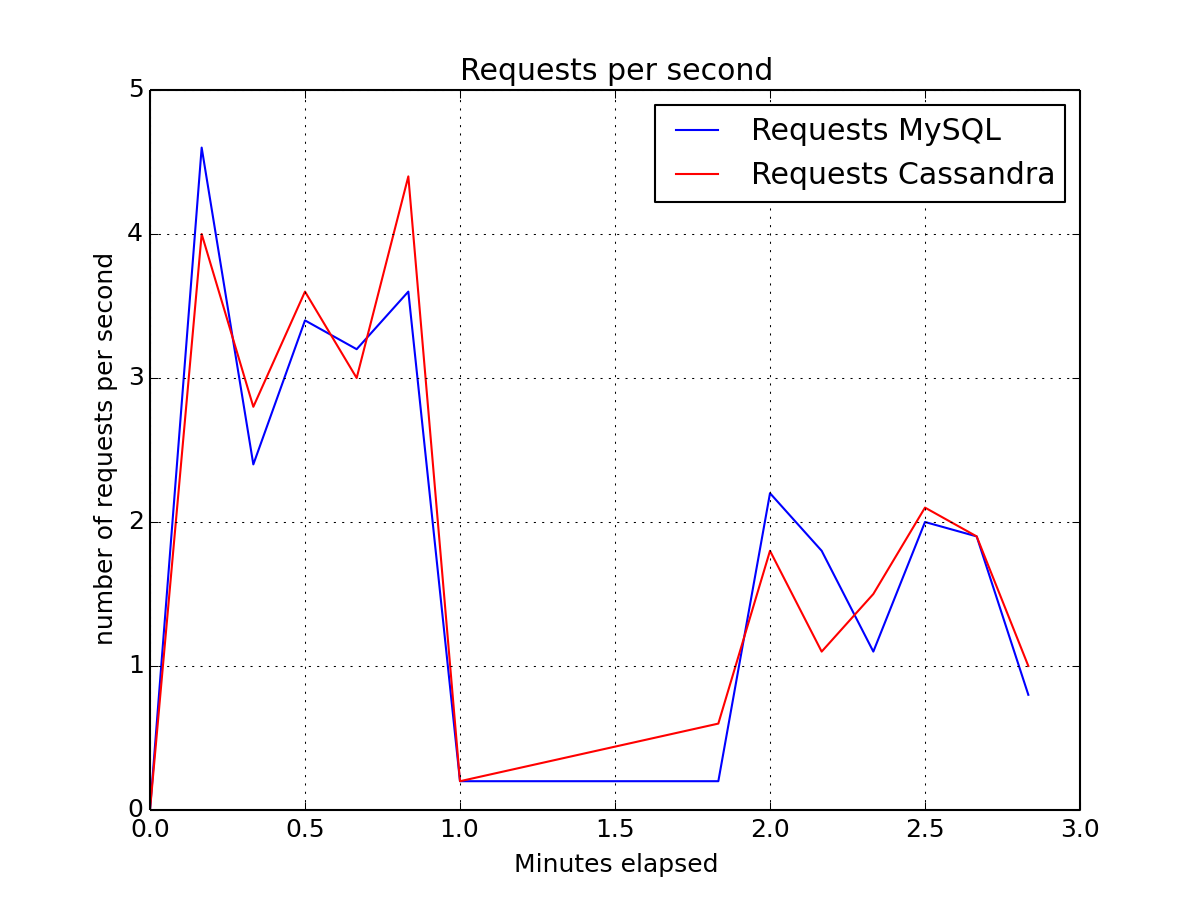 Requests per second
Requests MySQL
Requests Cassandra
number of requests per second
5
4
3
2
1
0
0.0 0.5 1.0 1.5 2.0 2.5 3.0
Minutes elapsed